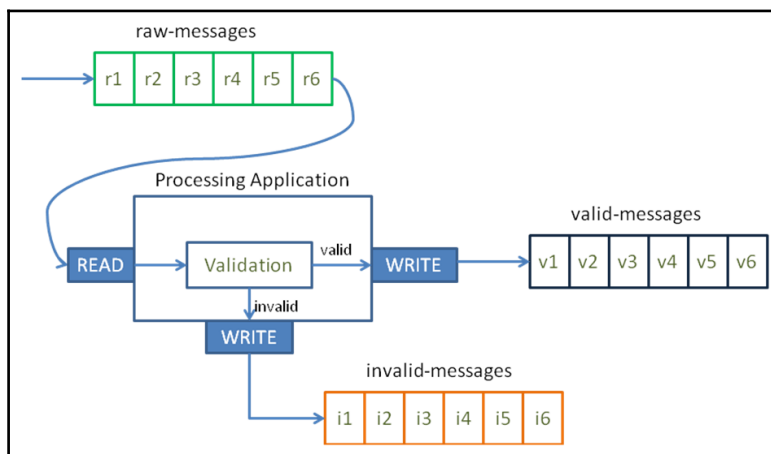 raw-messages
r1 r2 r3 r4 r5 r6
Processing Application
valid-messages
READ
Validation
valid
WRITE
v1 v2 v3 v4 v5 v6
invalid
WRITE
invalid-messages
i1 i2 i3 i4 i5 i6